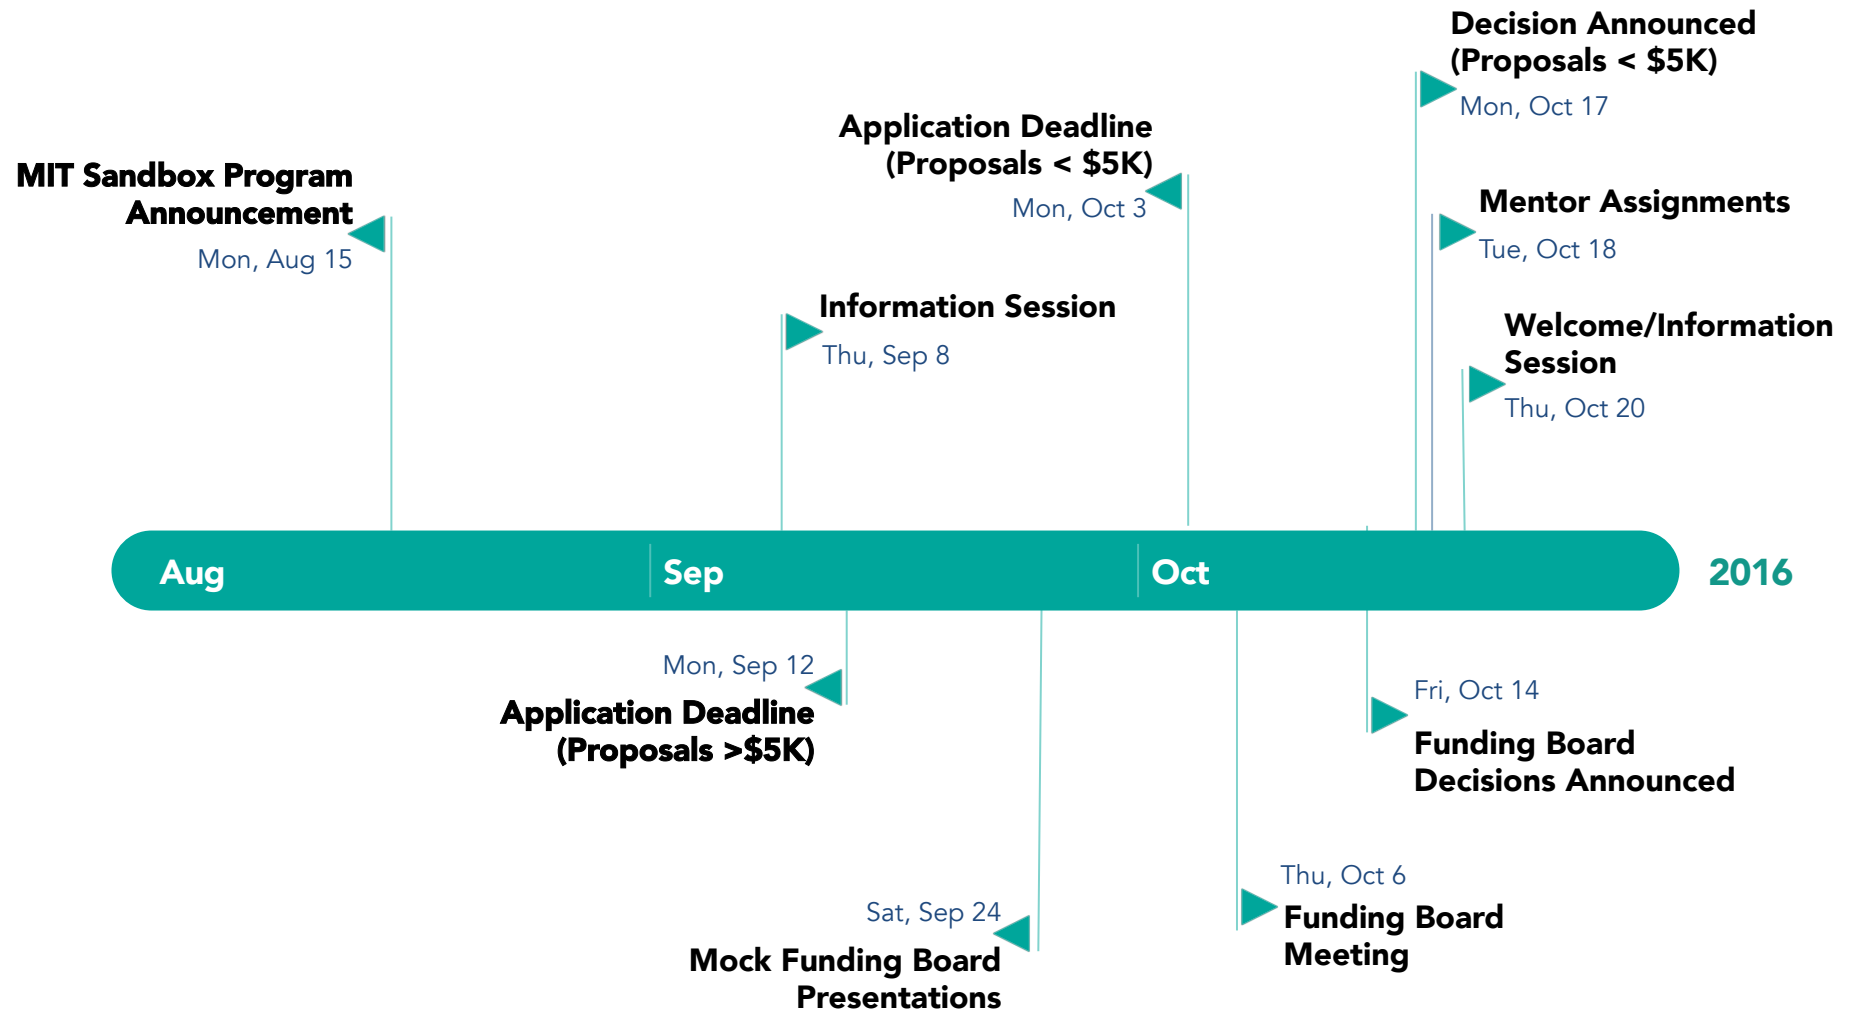 Decision Announced
(Proposals < $5K)
Mon, Oct 17
Application Deadline
(Proposals < $5K)
Mon, Oct 3
MIT Sandbox Program
Announcement
Mon, Aug 15
Mentor Assignments
Tue, Oct 18
Information Session
Thu, Sep 8
Welcome/Information
Session
Thu, Oct 20
Aug
Sep
Oct
2016
Mon, Sep 12
Application Deadline
(Proposals >$5K)
Fri, Oct 14
Funding Board
Decisions Announced
Thu, Oct 6
Funding Board
Meeting
Sat, Sep 24
Mock Funding Board
Presentations